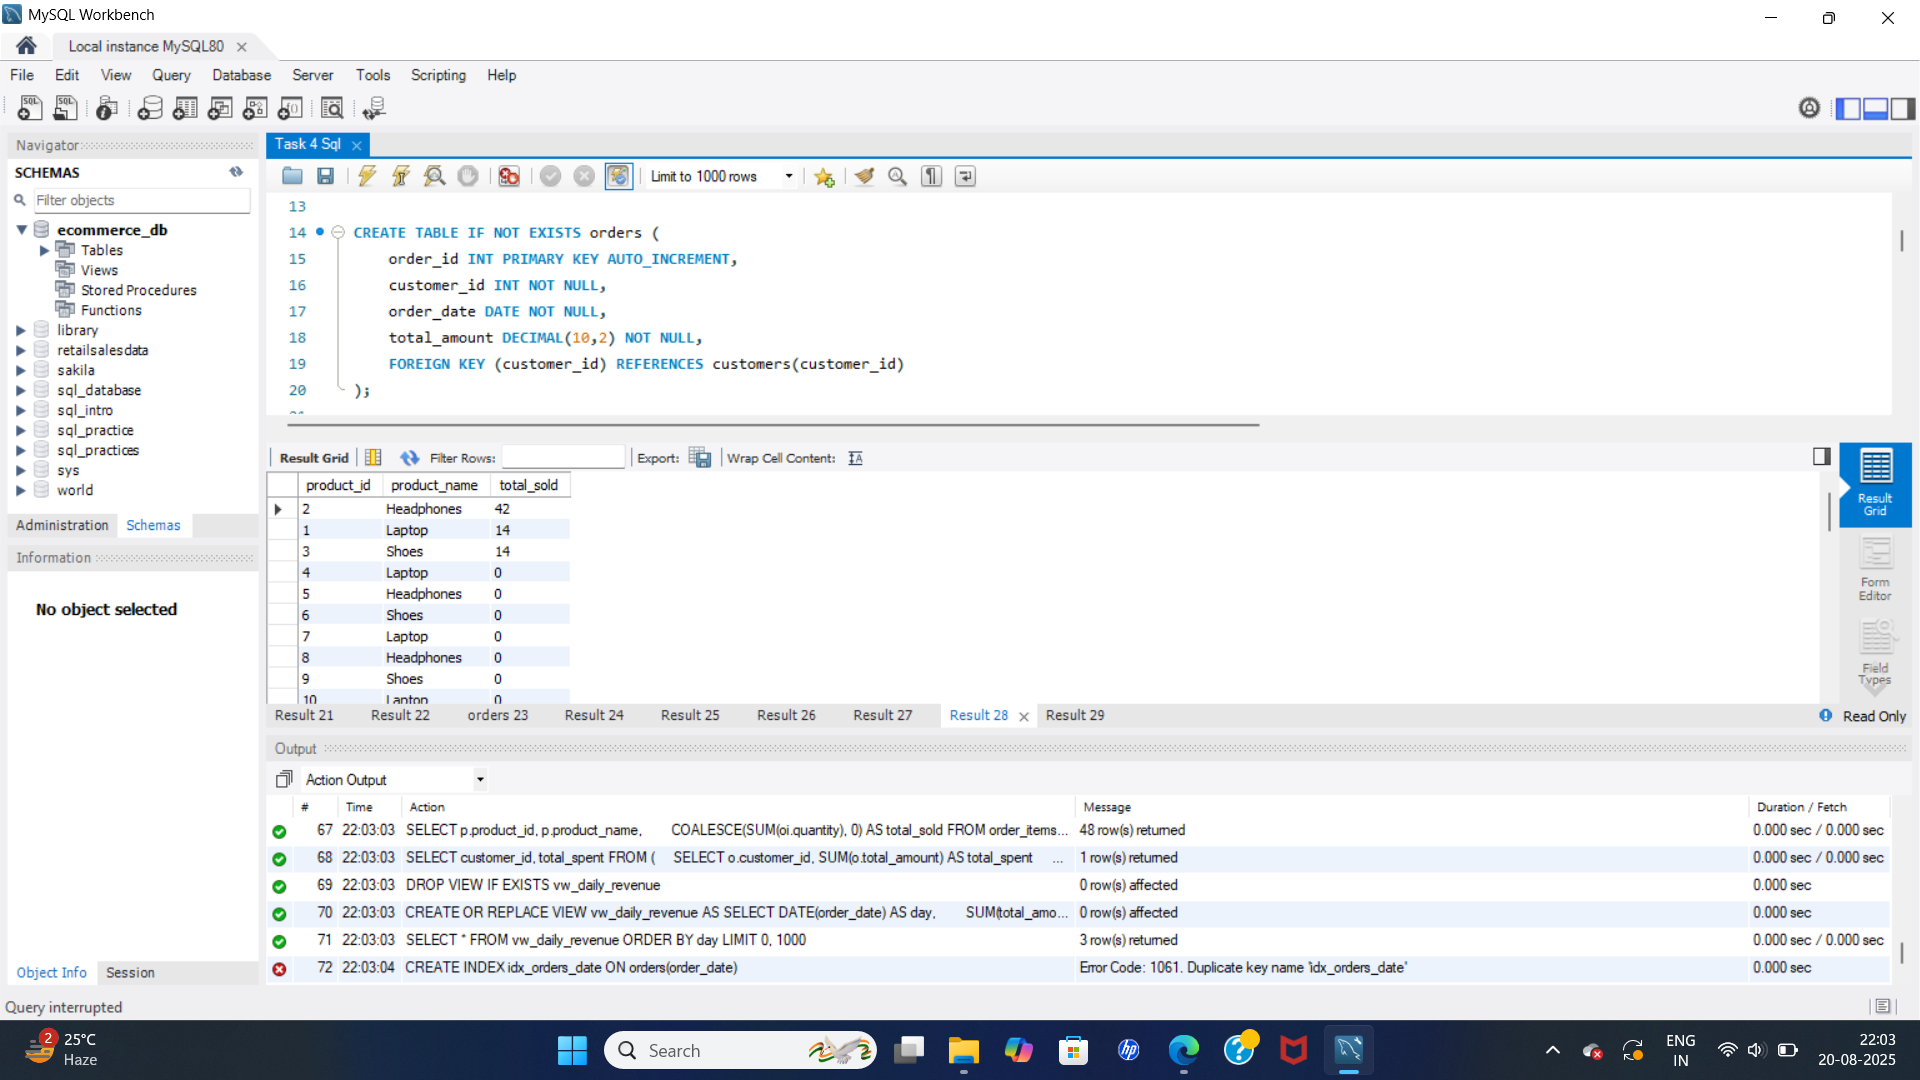 MySQL Workbench
Local instance MySQL80
File Edit View Query Database Server Tools Scripting Help
Navigator
SCHEMAS
Filter objects
ecommerce_db
Tables
Views
Stored Procedures
Functions
library
retailsalesdata
sakila
sql_database
sql_intro
sql_practice
sql_practices
sys
world
Administration Schemas
Information
No object selected
Object Info Session
Task 4 Sql
Limit to 1000 rows
13
14 CREATE TABLE IF NOT EXISTS orders (
15 order_id INT PRIMARY KEY AUTO_INCREMENT,
16 customer_id INT NOT NULL,
17 order_date DATE NOT NULL,
18 total_amount DECIMAL(10,2) NOT NULL,
19 FOREIGN KEY (customer_id) REFERENCES customers(customer_id)
20 );
Result Grid Filter Rows: Export: Wrap Cell Content:
product_id product_name total_sold
2 Headphones 42
1 Laptop 14
3 Shoes 14
4 Laptop 0
5 Headphones 0
6 Shoes 0
7 Laptop 0
8 Headphones 0
9 Shoes 0
10 Laptop 0
Result Grid
Form Editor
Field Types
Result 21 Result 22 orders 23 Result 24 Result 25 Result 26 Result 27 Result 28 Result 29 Read Only
Output
Action Output
# Time Action Message Duration / Fetch
67 22:03:03 SELECT p.product_id, p.product_name, COALESCE(SUM(oi.quantity), 0) AS total_sold FROM order_items... 48 row(s) returned 0.000 sec / 0.000 sec
68 22:03:03 SELECT customer_id, total_spent FROM ( SELECT o.customer_id, SUM(o.total_amount) AS total_spent ... 1 row(s) returned 0.000 sec / 0.000 sec
69 22:03:03 DROP VIEW IF EXISTS vw_daily_revenue 0 row(s) affected 0.000 sec
70 22:03:03 CREATE OR REPLACE VIEW vw_daily_revenue AS SELECT DATE(order_date) AS day, SUM(total_amo... 0 row(s) affected 0.000 sec
71 22:03:03 SELECT * FROM vw_daily_revenue ORDER BY day LIMIT 0, 1000 3 row(s) returned 0.000 sec / 0.000 sec
72 22:03:04 CREATE INDEX idx_orders_date ON orders(order_date) Error Code: 1061. Duplicate key name 'idx_orders_date' 0.000 sec
Query interrupted
2 25°C
Haze
Search
hp
ENG
IN
22:03
20-08-2025